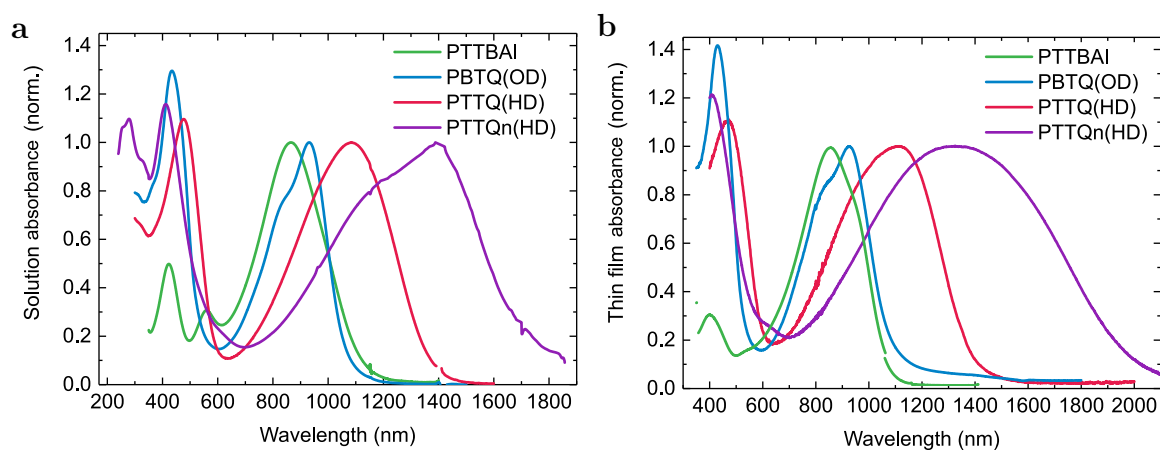 a
Solution absorbance (norm.)
1.4
1.2
1.0
0.8
0.6
0.4
0.2
0.0
200 400 600 800 1000 1200 1400 1600 1800
Wavelength (nm)
PTTBAI
PBTQ(OD)
PTTQ(HD)
PTTQn(HD)
b
Thin film absorbance (norm.)
1.4
1.2
1.0
0.8
0.6
0.4
0.2
0.0
400 600 800 1000 1200 1400 1600 1800 2000
Wavelength (nm)
PTTBAI
PBTQ(OD)
PTTQ(HD)
PTTQn(HD)